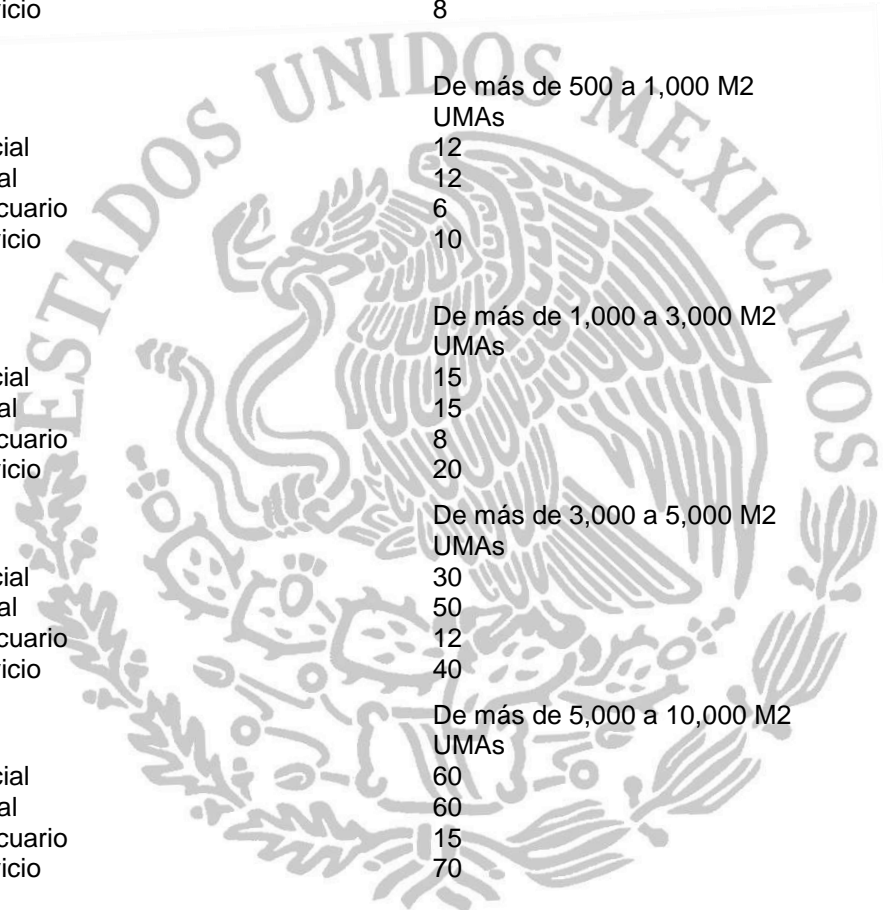 icio 8
De más de 500 a 1,000 M2
UMAs
cial 12
al 12
cuario 6
icio 10
De más de 1,000 a 3,000 M2
UMAs
cial 15
al 15
cuario 8
icio 20
De más de 3,000 a 5,000 M2
UMAs
cial 30
al 50
cuario 12
icio 40
De más de 5,000 a 10,000 M2
UMAs
cial 60
al 60
cuario 15
icio 70
ESTADOS UNIDOS MEXICANOS